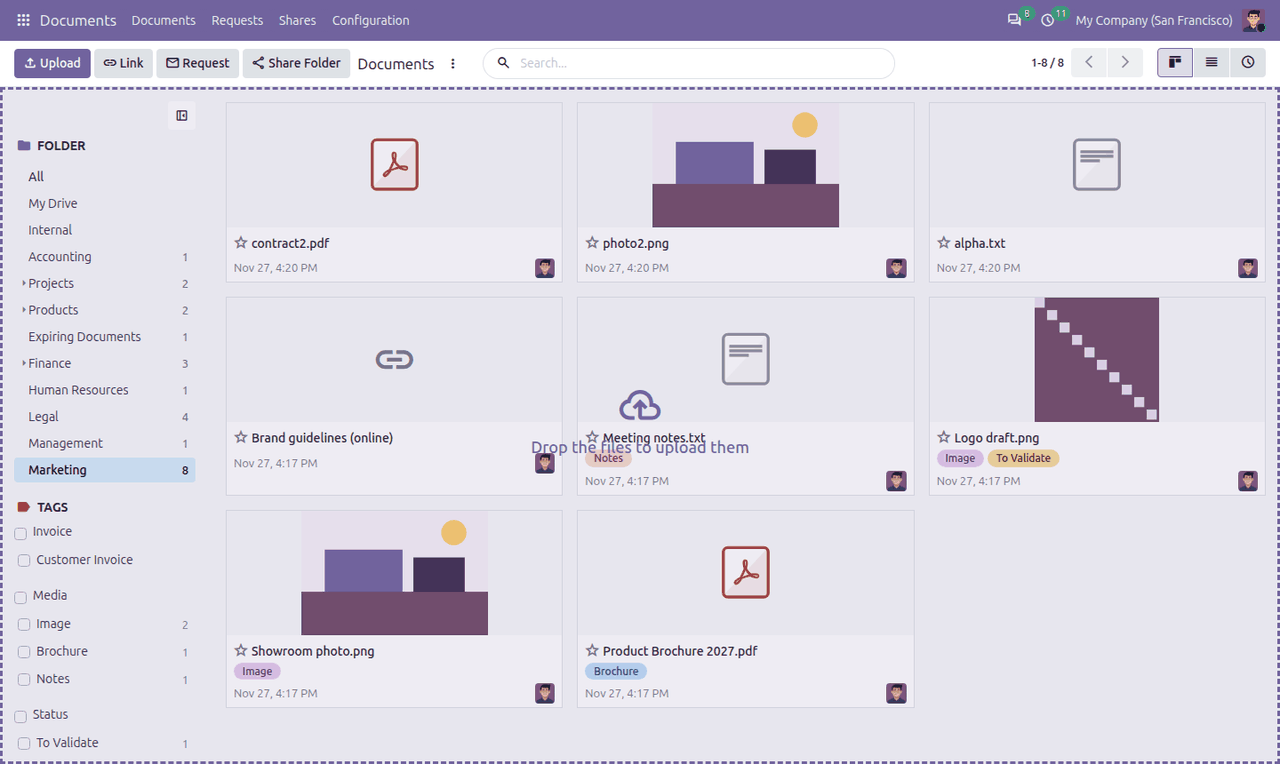 Documents Documents Requests Shares Configuration 8 11 My Company (San Francisco)
Upload Link Request Share Folder Documents Search... 1-8 / 8
FOLDER
All
My Drive
Internal
Accounting 1
Projects 2
Products 2
Expiring Documents 1
Finance 3
Human Resources 1
Legal 4
Management 1
Marketing 8
TAGS
Invoice
Customer Invoice
Media
Image 2
Brochure 1
Notes 1
Status
To Validate 1
contract2.pdf
Nov 27, 4:20 PM
photo2.png
Nov 27, 4:20 PM
alpha.txt
Nov 27, 4:20 PM
Brand guidelines (online)
Nov 27, 4:17 PM
Meeting notes.txt
Notes
Nov 27, 4:17 PM
Drop the files to upload them
Logo draft.png
Image To Validate
Nov 27, 4:17 PM
Showroom photo.png
Image
Nov 27, 4:17 PM
Product Brochure 2027.pdf
Brochure
Nov 27, 4:17 PM